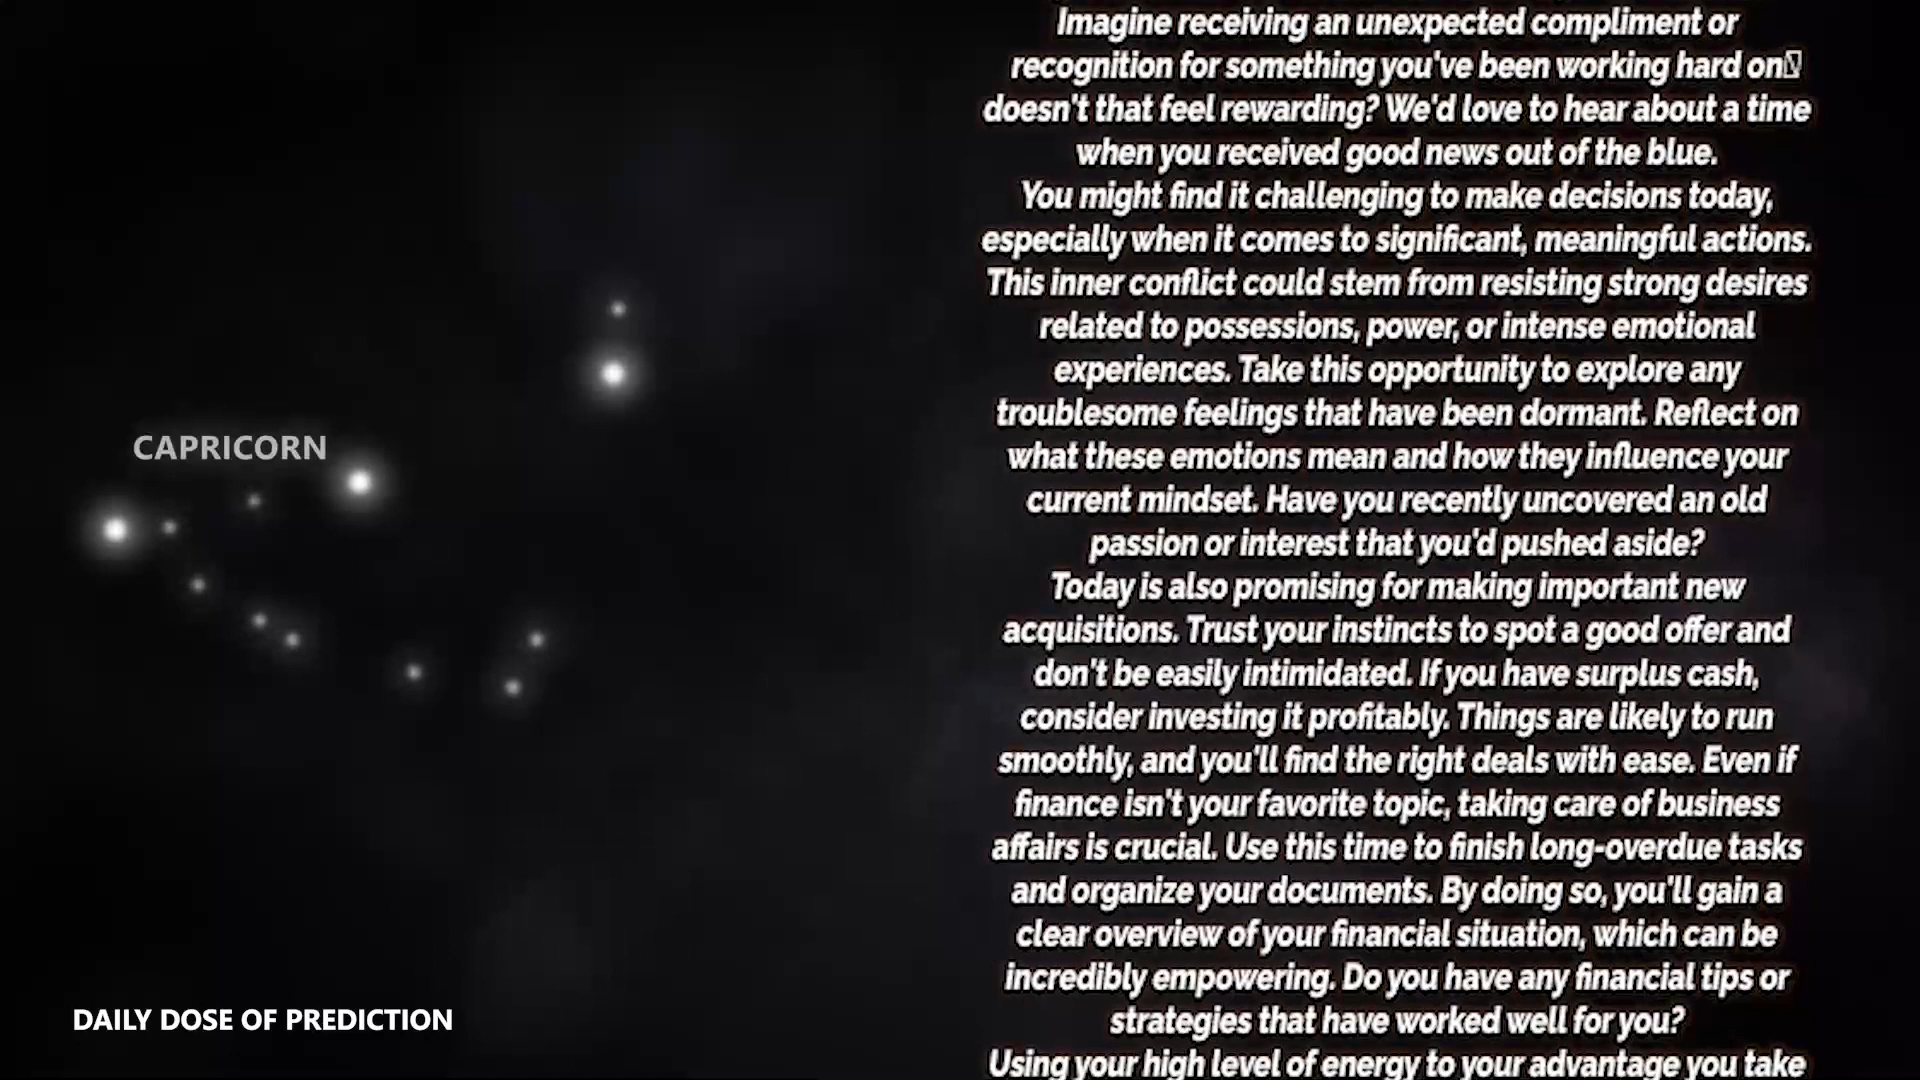 Imagine receiving an unexpected compliment or
recognition for something you've been working hard on
doesn't that feel rewarding? We'd love to hear about a time
when you received good news out of the blue.
You might find it challenging to make decisions today,
especially when it comes to significant, meaningful actions.
This inner conflict could stem from resisting strong desires
related to possessions, power, or intense emotional
experiences. Take this opportunity to explore any
troublesome feelings that have been dormant. Reflect on
what these emotions mean and how they influence your
current mindset. Have you recently uncovered an old
passion or interest that you'd pushed aside?
Today is also promising for making important new
acquisitions. Trust your instincts to spot a good offer and
don't be easily intimidated. If you have surplus cash,
consider investing it profitably. Things are likely to run
smoothly, and you'll find the right deals with ease. Even if
finance isn't your favorite topic, taking care of business
affairs is crucial. Use this time to finish long-overdue tasks
and organize your documents. By doing so, you'll gain a
clear overview of your financial situation, which can be
incredibly empowering. Do you have any financial tips or
strategies that have worked well for you?
Using your high level of energy to your advantage you take
CAPRICORN
DAILY DOSE OF PREDICTION